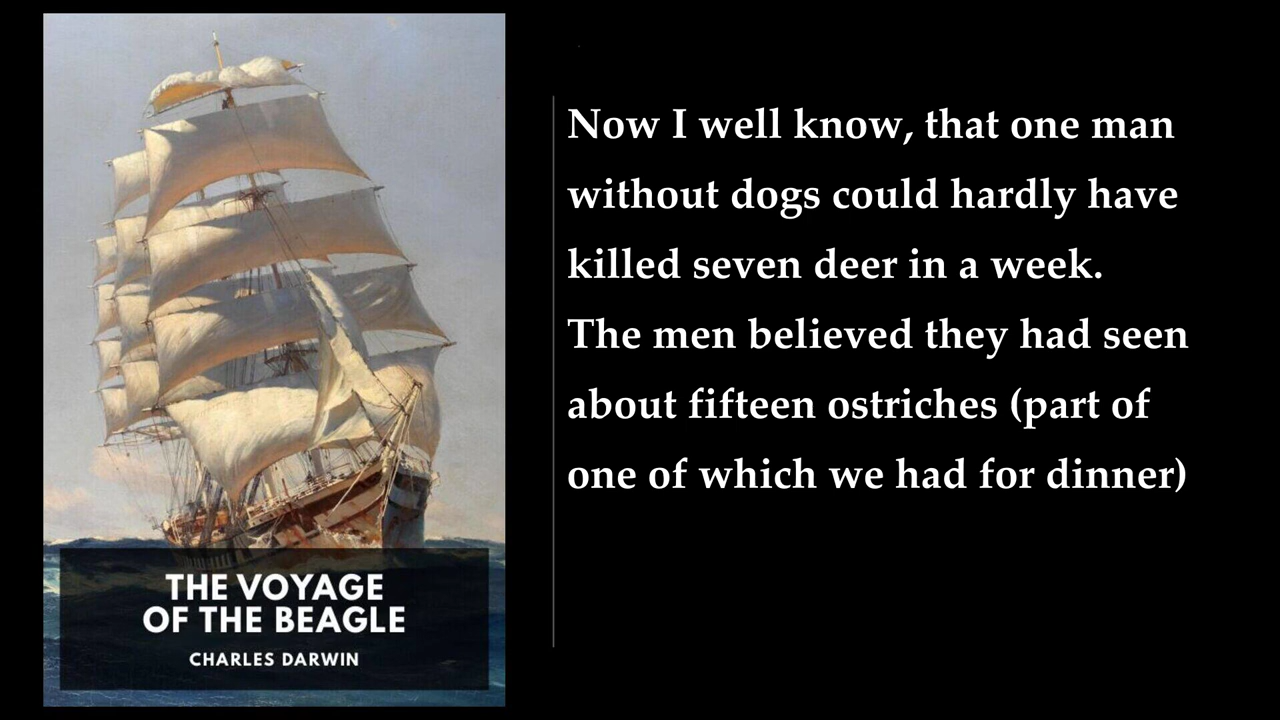 THE VOYAGE
OF THE BEAGLE
CHARLES DARWIN
Now I well know, that one man
without dogs could hardly have
killed seven deer in a week.
The men believed they had seen
about fifteen ostriches (part of
one of which we had for dinner)